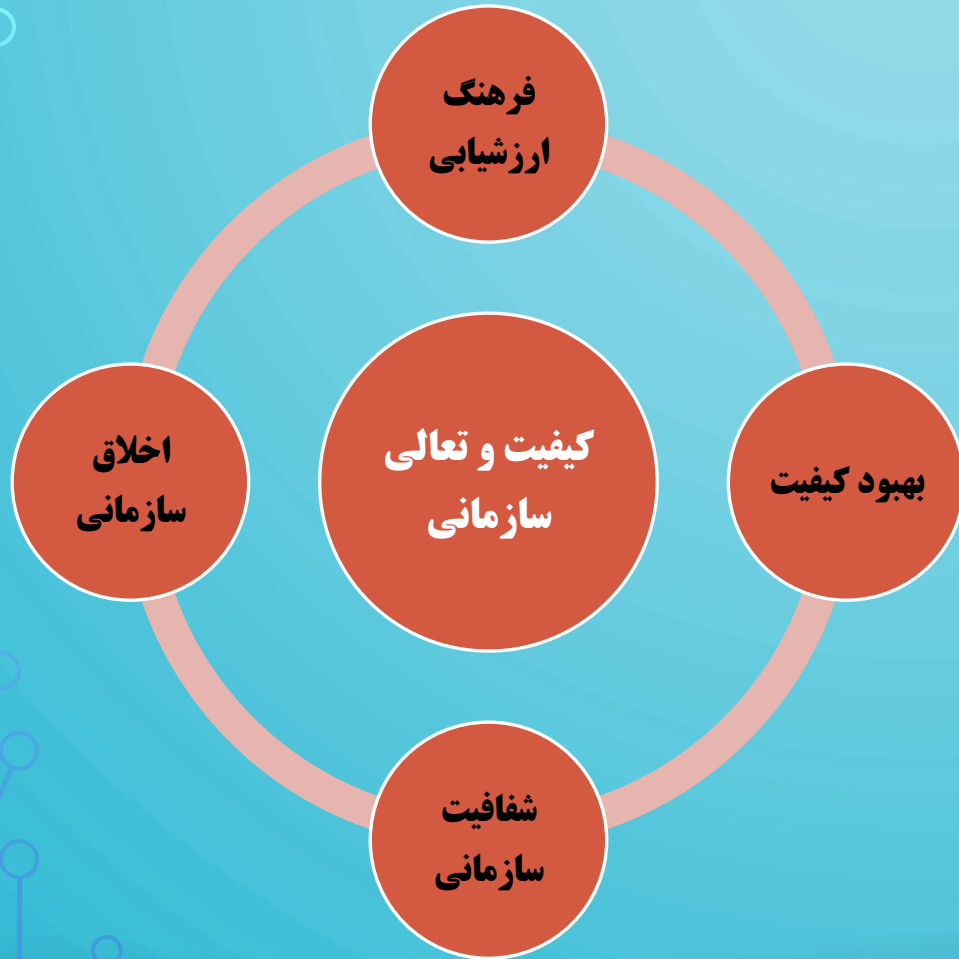 فرهنگ
ارزشیابی
کیفیت و تعالی
سازمانی
بهبود کیفیت
شفافیت
سازمانی
اخلاق
سازمانی